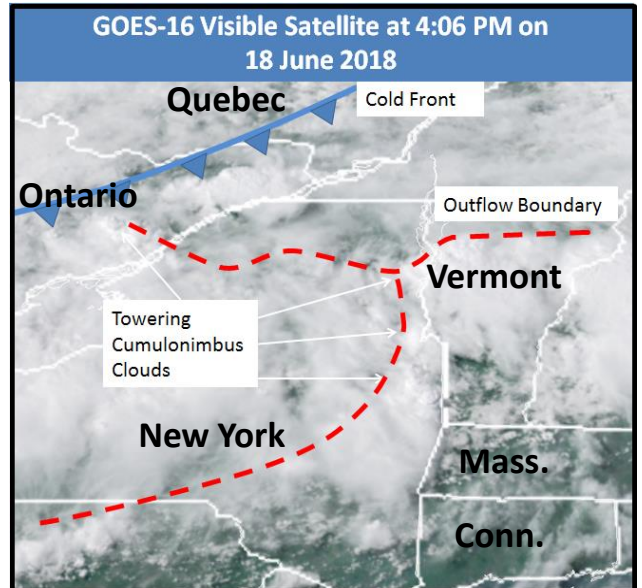 GOES-16 Visible Satellite at 4:06 PM on
18 June 2018
Quebec
Cold Front
Ontario
Outflow Boundary
Vermont
Towering
Cumulonimbus
Clouds
New York
Mass.
Conn.